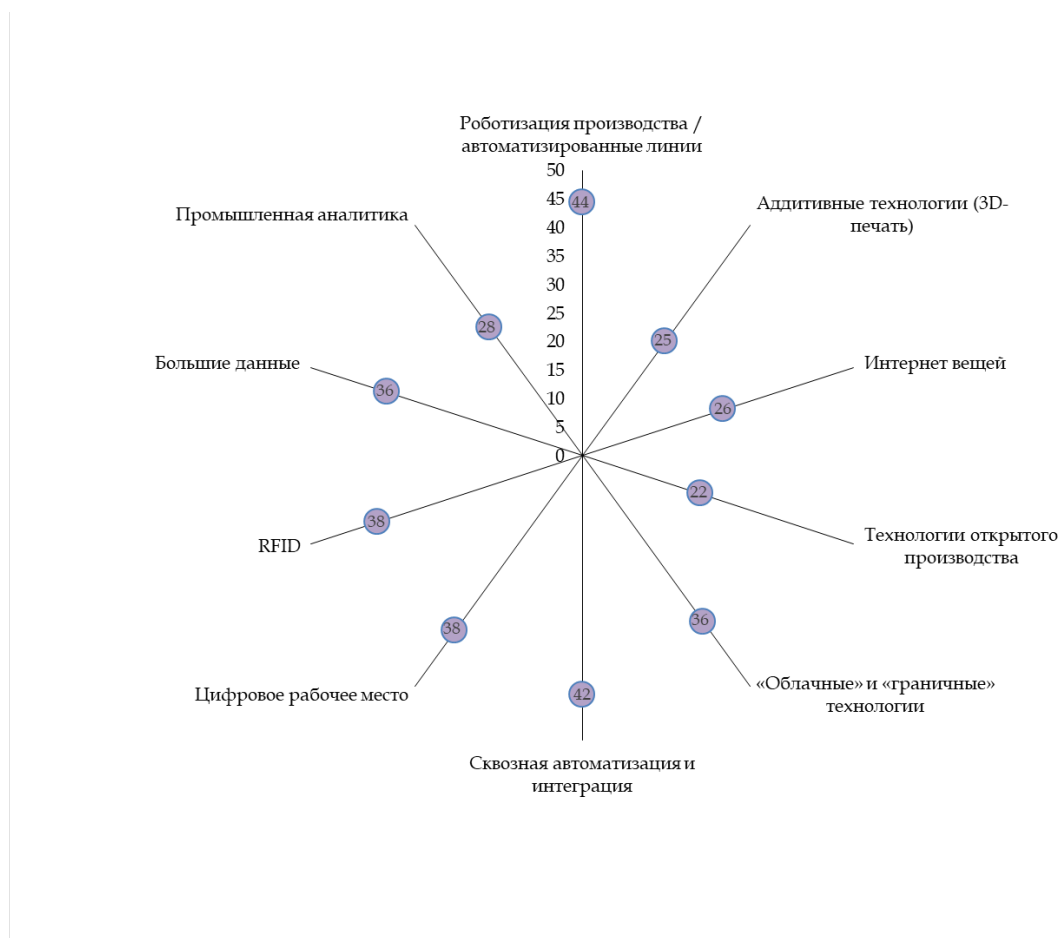 Роботизация производства /
автоматизированные линии
50
45
44
40
35
30
25
20
15
10
5
0
Аддитивные технологии (3D-
печать)
25
Интернет вещей
26
Технологии открытого
производства
22
«Облачные» и «граничные»
технологии
36
Сквозная автоматизация и
интеграция
42
Цифровое рабочее место
38
RFID
38
Большие данные
36
Промышленная аналитика
28